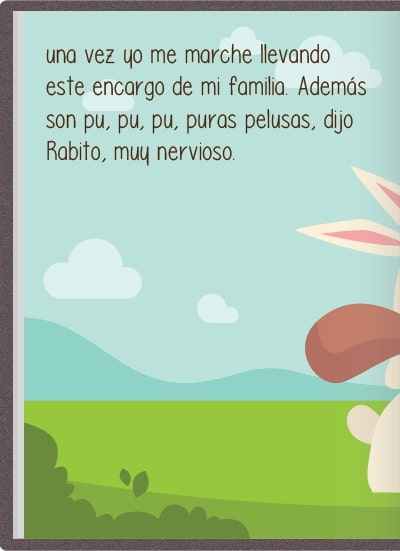 una vez yo me marche llevando
este encargo de mi familia. Además
son pu, pu, pu, puras pelusas, dijo
Rabito, muy nervioso.